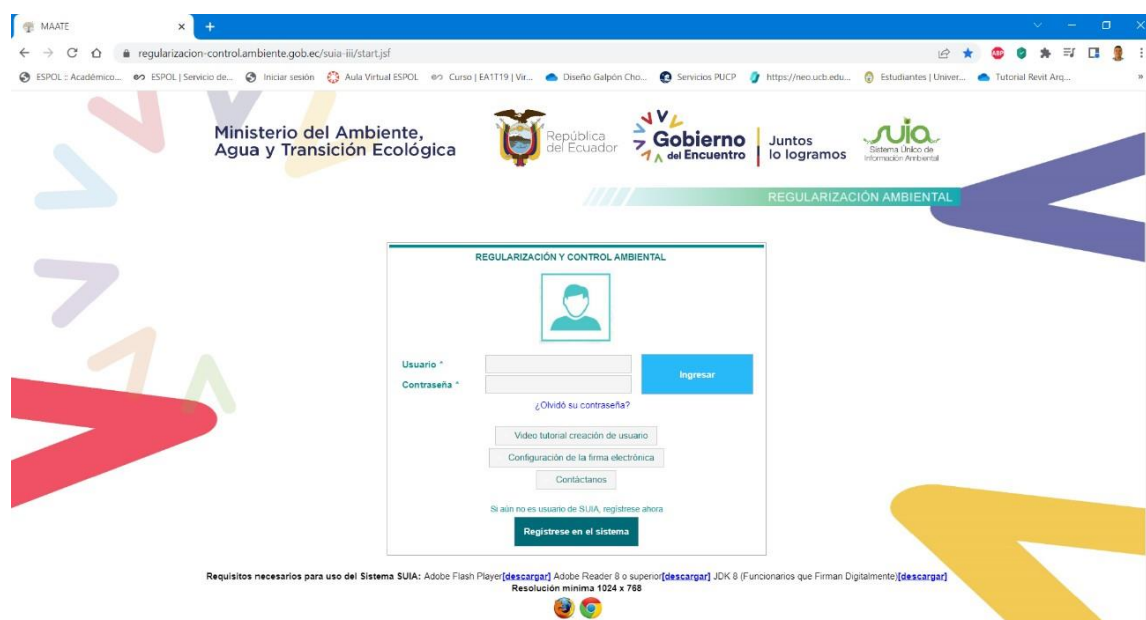 MAATE
regularizacion-control.ambiente.gob.ec/suia-iii/start.jsf
ESPOL :: Académico... ESPOL | Servicio de... Iniciar sesión Aula Virtual ESPOL Curso | EA1T19 | Vir... Diseño Galpón Cho... Servicios PUCP https://neo.ucb.edu... Estudiantes | Univer... Tutorial Revit Arq... »
Ministerio del Ambiente,
Agua y Transición Ecológica
República
del Ecuador
Gobierno
del Encuentro
Juntos
lo logramos
suia
Sistema Único de
Información Ambiental
REGULARIZACIÓN AMBIENTAL
REGULARIZACIÓN Y CONTROL AMBIENTAL
Usuario *
Contraseña *
Ingresar
¿Olvidó su contraseña?
Video tutorial creación de usuario
Configuración de la firma electrónica
Contáctanos
Si aún no es usuario de SUIA, regístrese ahora
Regístrese en el sistema
Requisitos necesarios para uso del Sistema SUIA: Adobe Flash Player[descargar] Adobe Reader 8 o superior[descargar] JDK 8 (Funcionarios que Firman Digitalmente)[descargar]
Resolución mínima 1024 x 768